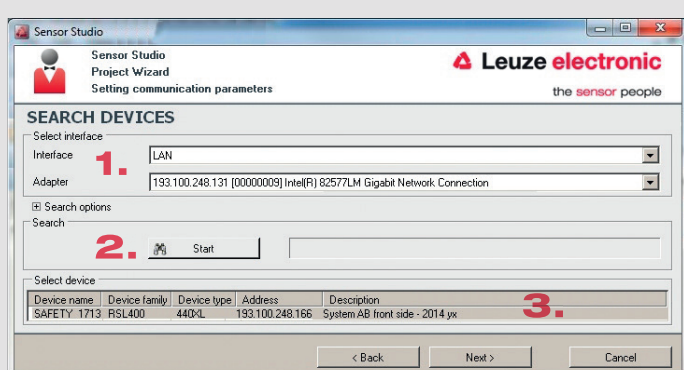 Sensor Studio
Sensor Studio
Project Wizard
Setting communication parameters
Leuze electronic
the sensor people
SEARCH DEVICES
Select interface
Interface
1.
LAN
Adapter
193.100.248.131 [00000009] Intel(R) 82577LM Gigabit Network Connection
Search options
Search
2.
Start
Select device
Device name Device family Device type Address Description
SAFETY 1713 RSL400 440XL 193.100.248.166 System AB front side - 2014 yx
3.
< Back Next > Cancel